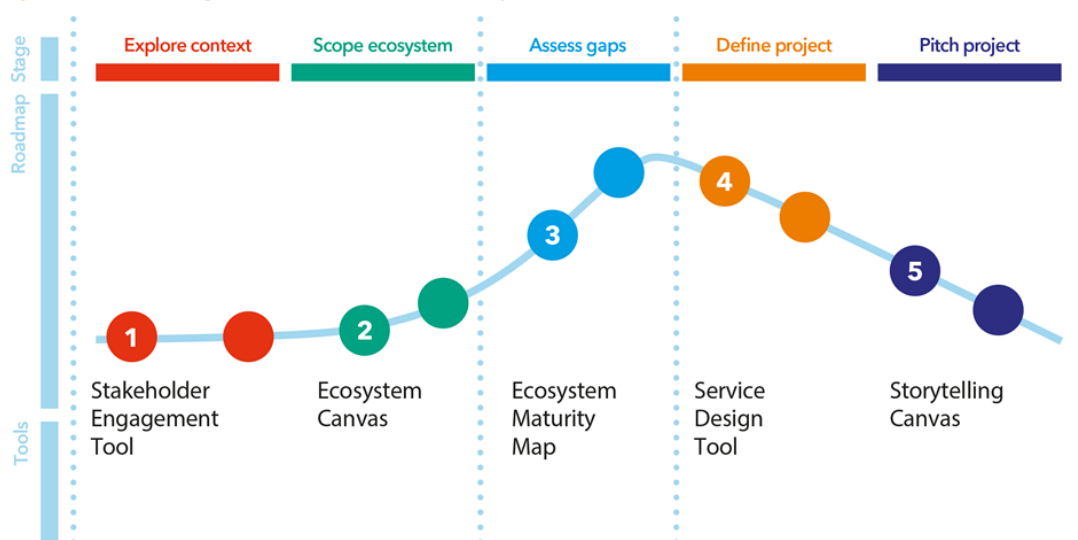 Stage
Explore context
Scope ecosystem
Assess gaps
Define project
Pitch project
Roadmap
1
2
3
4
5
Tools
Stakeholder
Engagement
Tool
Ecosystem
Canvas
Ecosystem
Maturity
Map
Service
Design
Tool
Storytelling
Canvas